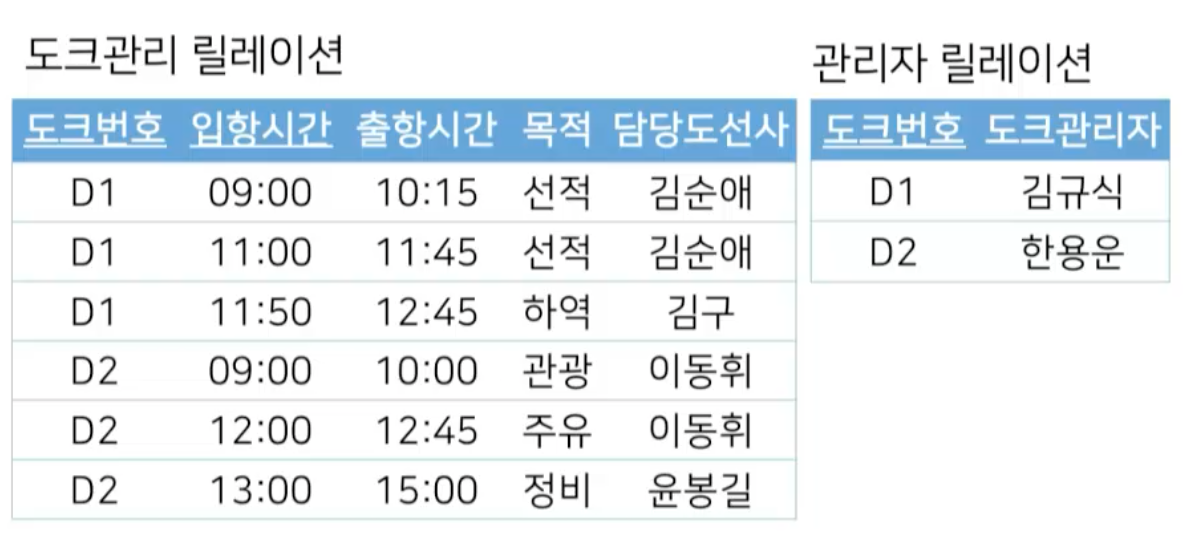 도크관리 릴레이션
도크번호 입항시간 출항시간 목적 담당도선사
D1 09:00 10:15 선적 김순애
D1 11:00 11:45 선적 김순애
D1 11:50 12:45 하역 김구
D2 09:00 10:00 관광 이동휘
D2 12:00 12:45 주유 이동휘
D2 13:00 15:00 정비 윤봉길
관리자 릴레이션
도크번호 도크관리자
D1 김규식
D2 한용운